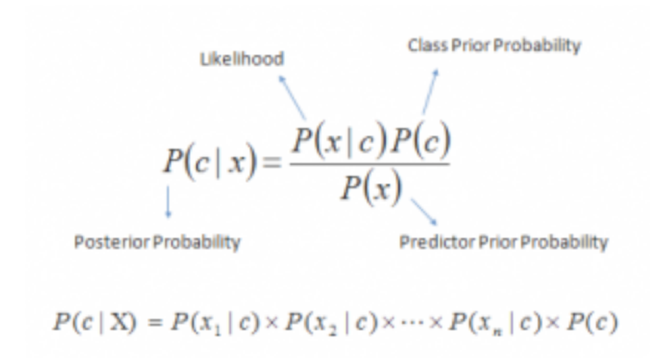 Likelihood
Class Prior Probability
P(c | x) = P(x | c)P(c) / P(x)
Posterior Probability
Predictor Prior Probability
P(c | X) = P(x₁ | c) × P(x₂ | c) × ··· × P(xₙ | c) × P(c)